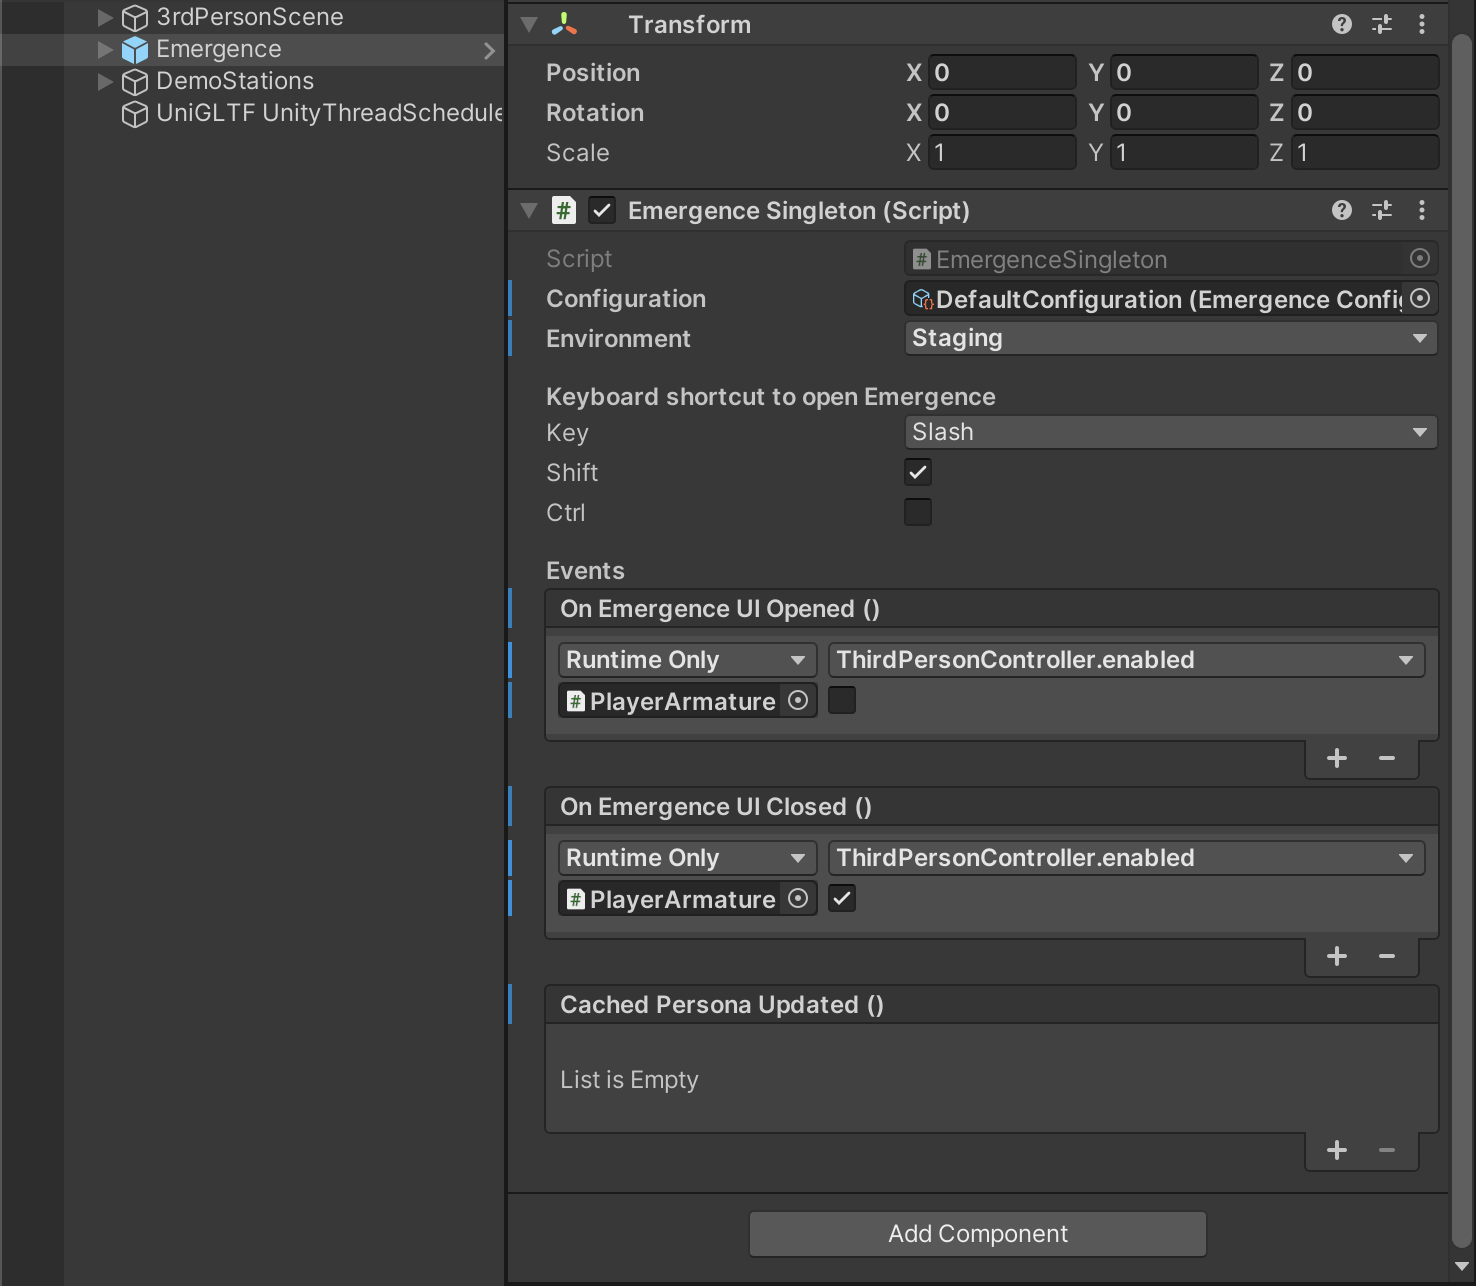 3rdPersonScene
Emergence
DemoStations
UniGLTF UnityThreadSchedule
Transform
Position X 0 Y 0 Z 0
Rotation X 0 Y 0 Z 0
Scale X 1 Y 1 Z 1
# Emergence Singleton (Script)
Script # EmergenceSingleton
Configuration DefaultConfiguration (Emergence Config
Environment Staging
Keyboard shortcut to open Emergence
Key Slash
Shift
Ctrl
Events
On Emergence UI Opened ()
Runtime Only ThirdPersonController.enabled
# PlayerArmature
+ −
On Emergence UI Closed ()
Runtime Only ThirdPersonController.enabled
# PlayerArmature
+ −
Cached Persona Updated ()
List is Empty
+ −
Add Component